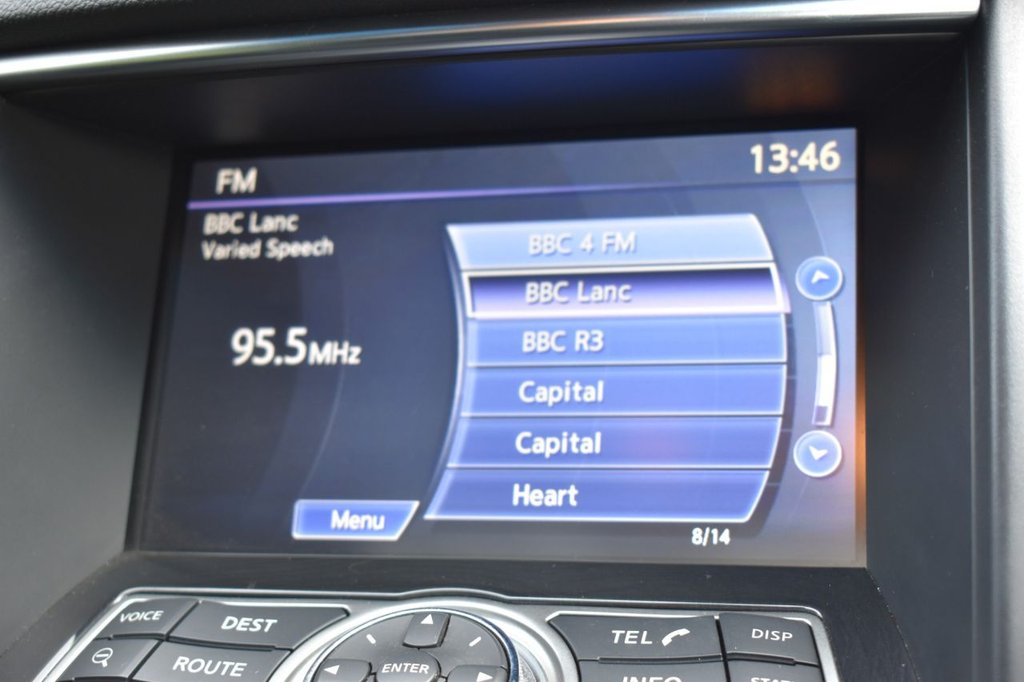 FM
13:46
BBC Lanc
Varied Speech
95.5MHz
BBC 4 FM
BBC Lanc
BBC R3
Capital
Capital
Heart
Menu
8/14
VOICE
DEST
TEL
DISP
ROUTE
ENTER
INFO